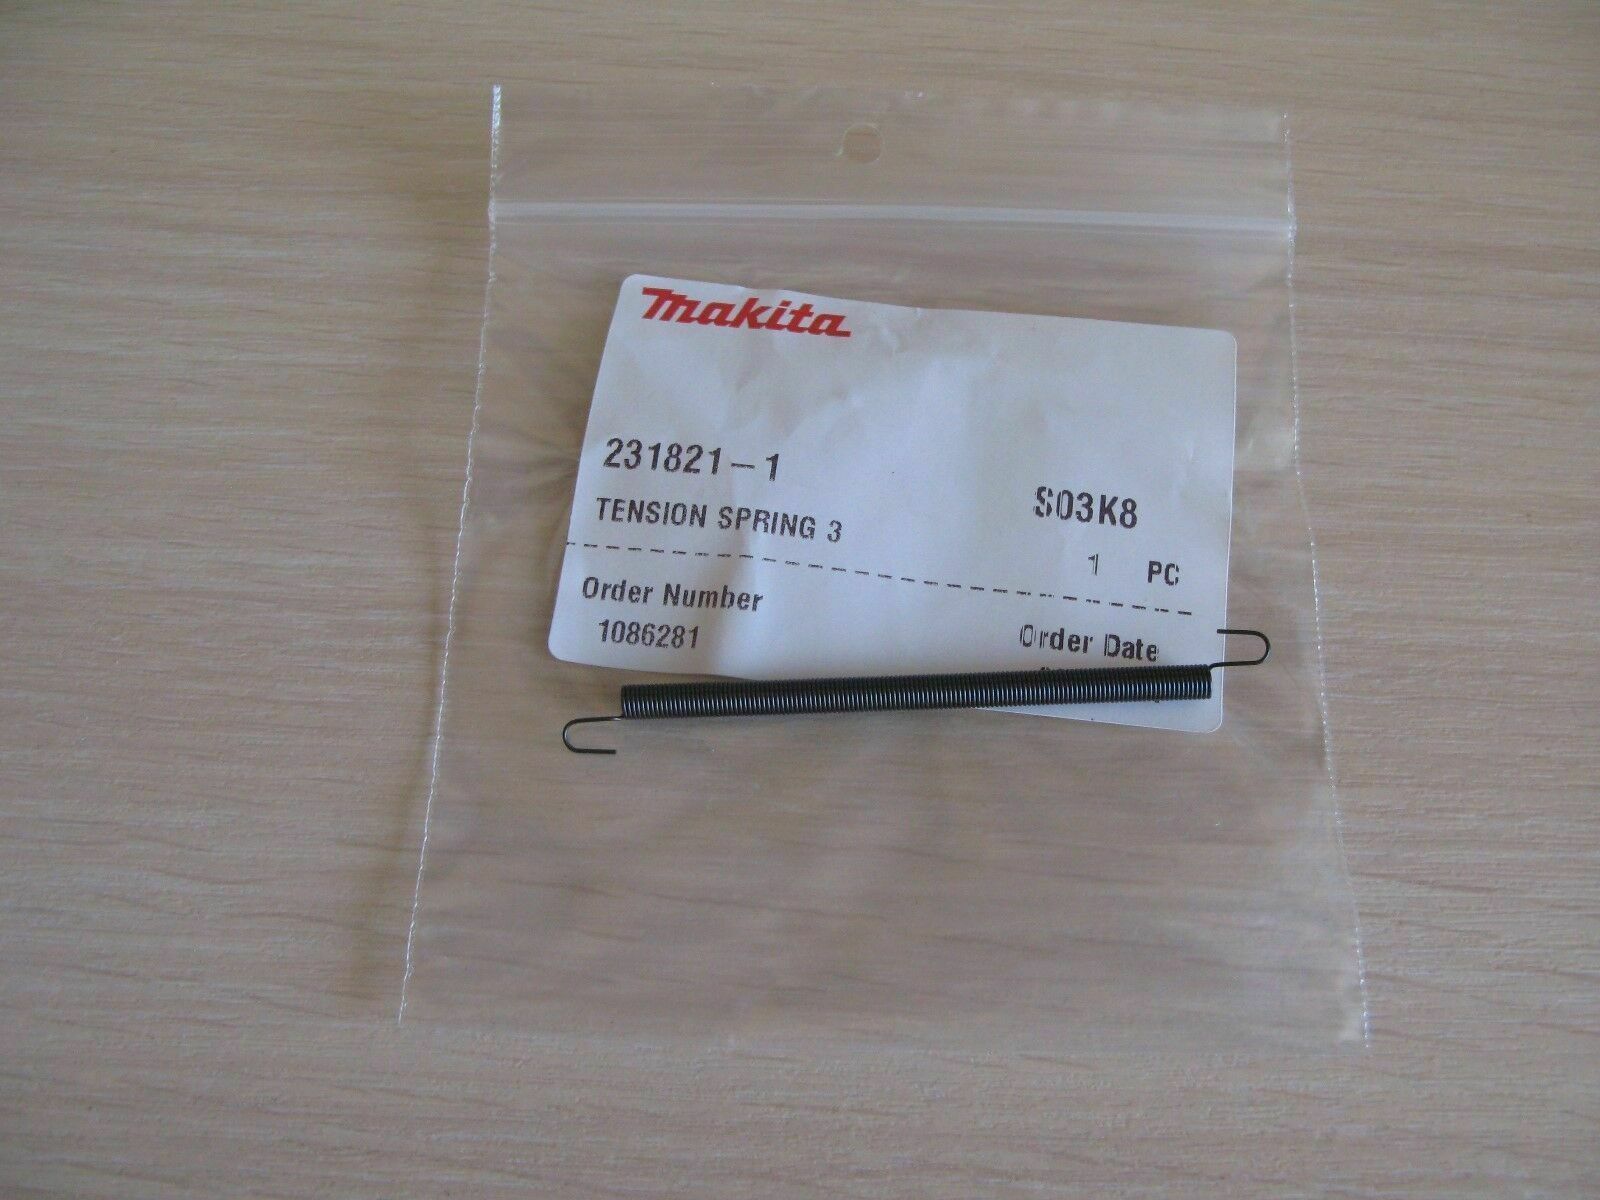 makita
231821-1
S03K8
TENSION SPRING 3
1 PC
Order Number
Order Date
1086281